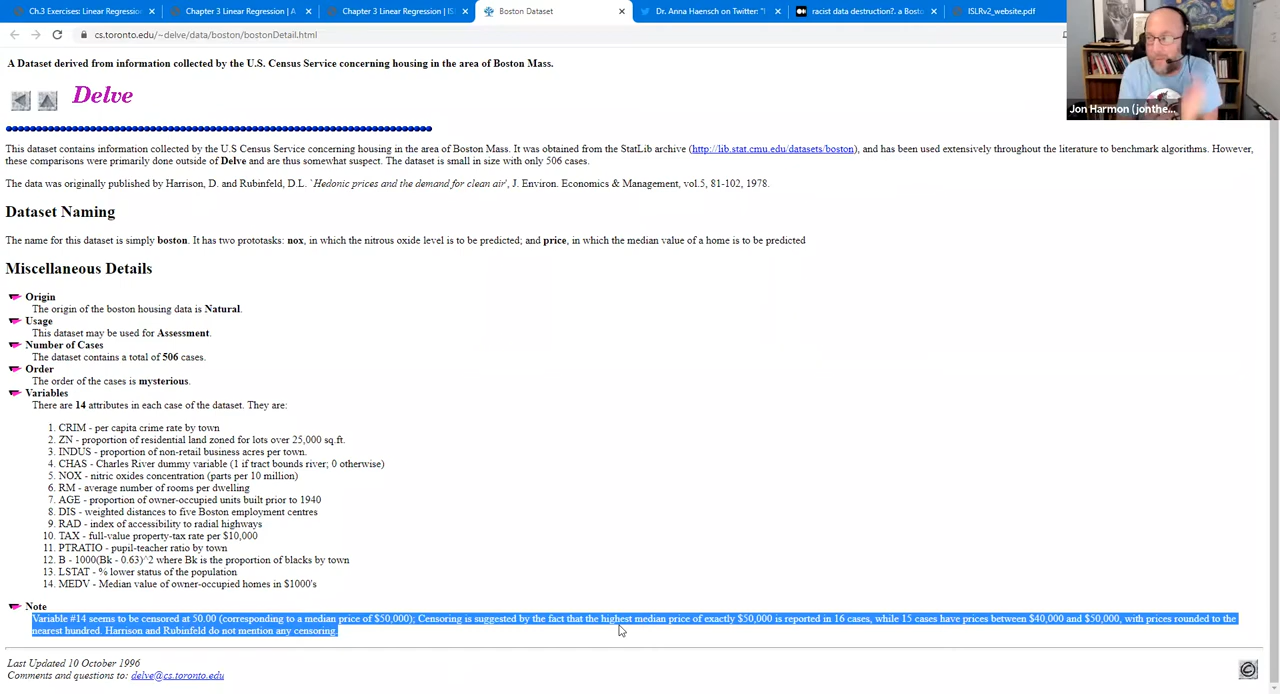 Ch.3 Exercises: Linear Regressio
Chapter 3 Linear Regression | A
Chapter 3 Linear Regression | ISL
Boston Dataset
Dr. Anna Haensch on Twitter: "I
racist data destruction?. a Bosto
ISLRv2_website.pdf
cs.toronto.edu/~delve/data/boston/bostonDetail.html
Jon Harmon (jonthe...
A Dataset derived from information collected by the U.S. Census Service concerning housing in the area of Boston Mass.
Delve
This dataset contains information collected by the U.S Census Service concerning housing in the area of Boston Mass. It was obtained from the StatLib archive (http://lib.stat.cmu.edu/datasets/boston), and has been used extensively throughout the literature to benchmark algorithms. However,
these comparisons were primarily done outside of Delve and are thus somewhat suspect. The dataset is small in size with only 506 cases.
The data was originally published by Harrison, D. and Rubinfeld, D.L. `Hedonic prices and the demand for clean air', J. Environ. Economics & Management, vol.5, 81-102, 1978.
Dataset Naming
The name for this dataset is simply boston. It has two prototasks: nox, in which the nitrous oxide level is to be predicted; and price, in which the median value of a home is to be predicted
Miscellaneous Details
Origin
The origin of the boston housing data is Natural.
Usage
This dataset may be used for Assessment.
Number of Cases
The dataset contains a total of 506 cases.
Order
The order of the cases is mysterious.
Variables
There are 14 attributes in each case of the dataset. They are:
1. CRIM - per capita crime rate by town
2. ZN - proportion of residential land zoned for lots over 25,000 sq.ft.
3. INDUS - proportion of non-retail business acres per town.
4. CHAS - Charles River dummy variable (1 if tract bounds river; 0 otherwise)
5. NOX - nitric oxides concentration (parts per 10 million)
6. RM - average number of rooms per dwelling
7. AGE - proportion of owner-occupied units built prior to 1940
8. DIS - weighted distances to five Boston employment centres
9. RAD - index of accessibility to radial highways
10. TAX - full-value property-tax rate per $10,000
11. PTRATIO - pupil-teacher ratio by town
12. B - 1000(Bk - 0.63)^2 where Bk is the proportion of blacks by town
13. LSTAT - % lower status of the population
14. MEDV - Median value of owner-occupied homes in $1000's
Note
Variable #14 seems to be censored at 50.00 (corresponding to a median price of $50,000); Censoring is suggested by the fact that the highest median price of exactly $50,000 is reported in 16 cases, while 15 cases have prices between $40,000 and $50,000, with prices rounded to the
nearest hundred. Harrison and Rubinfeld do not mention any censoring.
Last Updated 10 October 1996
Comments and questions to: delve@cs.toronto.edu
©